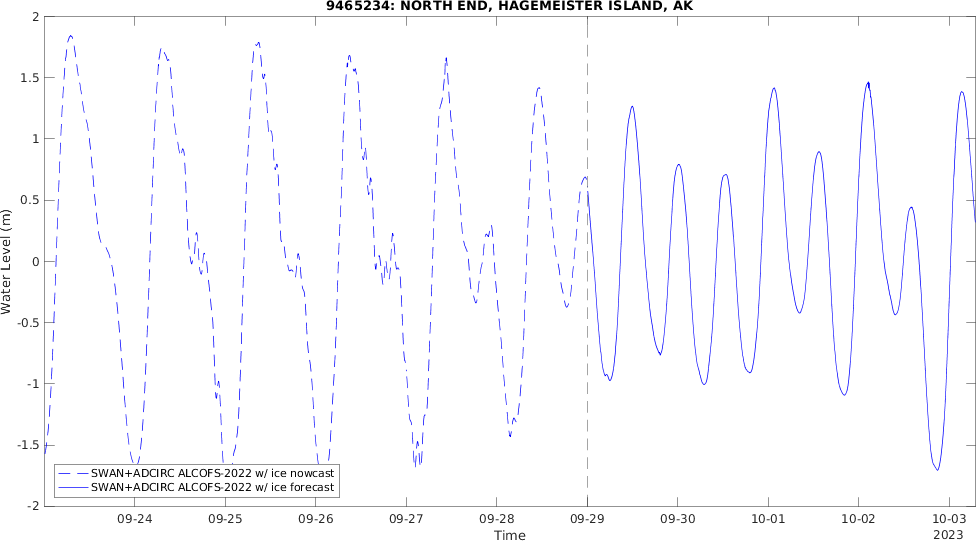 9465234: NORTH END, HAGEMEISTER ISLAND, AK
2
1.5
1
0.5
0
-0.5
-1
-1.5
-2
Water Level (m)
SWAN+ADCIRC ALCOFS-2022 w/ ice nowcast
SWAN+ADCIRC ALCOFS-2022 w/ ice forecast
09-24 09-25 09-26 09-27 09-28 09-29 09-30 10-01 10-02 10-03
2023
Time